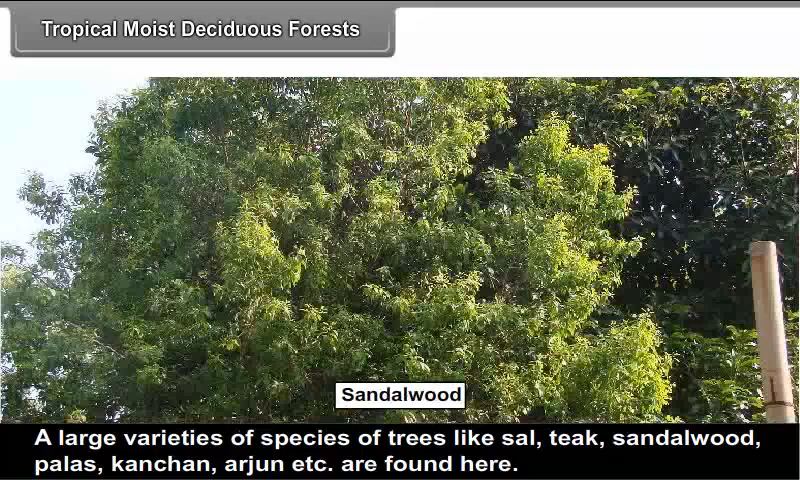 Tropical Moist Deciduous Forests
Sandalwood
A large varieties of species of trees like sal, teak, sandalwood,
palas, kanchan, arjun etc. are found here.